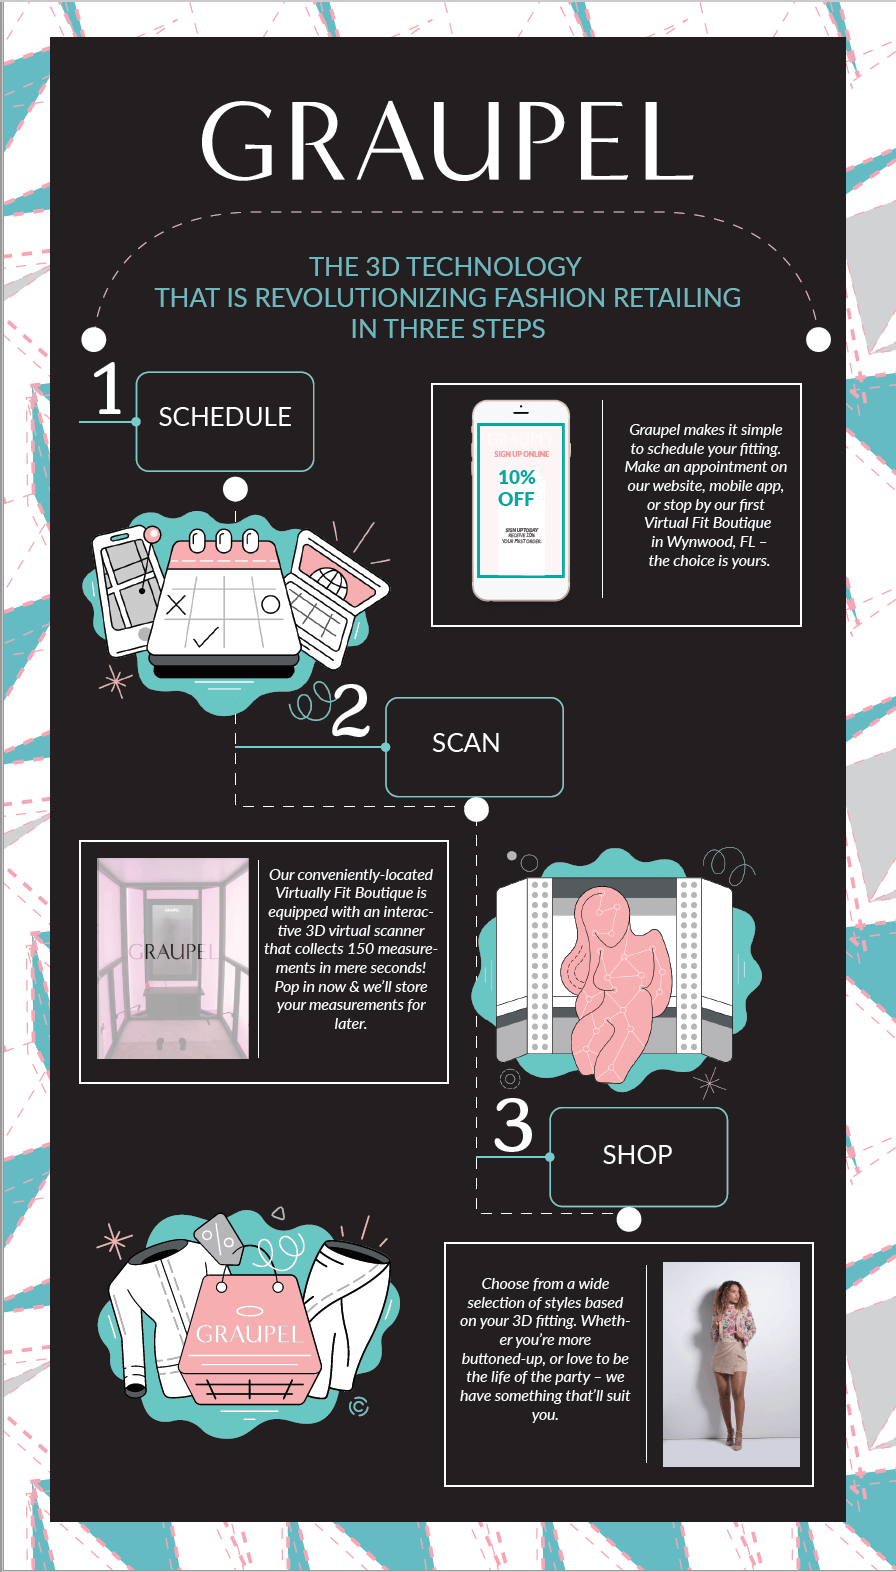 GRAUPEL
THE 3D TECHNOLOGY
THAT IS REVOLUTIONIZING FASHION RETAILING
IN THREE STEPS
1
SCHEDULE
GRAUPEL
SIGN UP ONLINE
10%
OFF
SIGN UP TODAY
RECEIVE 10%
YOUR FIRST ORDER.
Graupel makes it simple
to schedule your fitting.
Make an appointment on
our website, mobile app,
or stop by our first
Virtual Fit Boutique
in Wynwood, FL –
the choice is yours.
2
SCAN
GRAUPEL
Our conveniently-located
Virtually Fit Boutique is
equipped with an interac-
tive 3D virtual scanner
that collects 150 measure-
ments in mere seconds!
Pop in now & we'll store
your measurements for
later.
3
SHOP
%
GRAUPEL
Choose from a wide
selection of styles based
on your 3D fitting. Wheth-
er you're more
buttoned-up, or love to be
the life of the party – we
have something that'll suit
you.